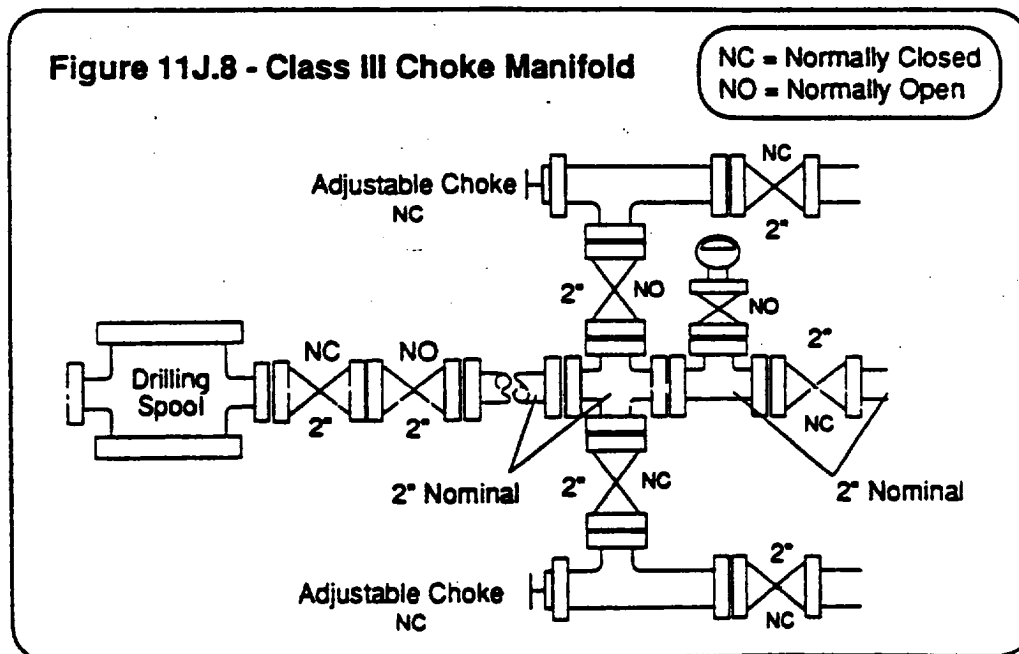 Figure 11J.8 - Class III Choke Manifold
NC = Normally Closed
NO = Normally Open
NC
Adjustable Choke
NC
2"
2"
NO
NO
2"
Drilling
Spool
NC
NO
2"
2"
NC
2" Nominal
2"
NC
2" Nominal
2"
Adjustable Choke
NC
NC